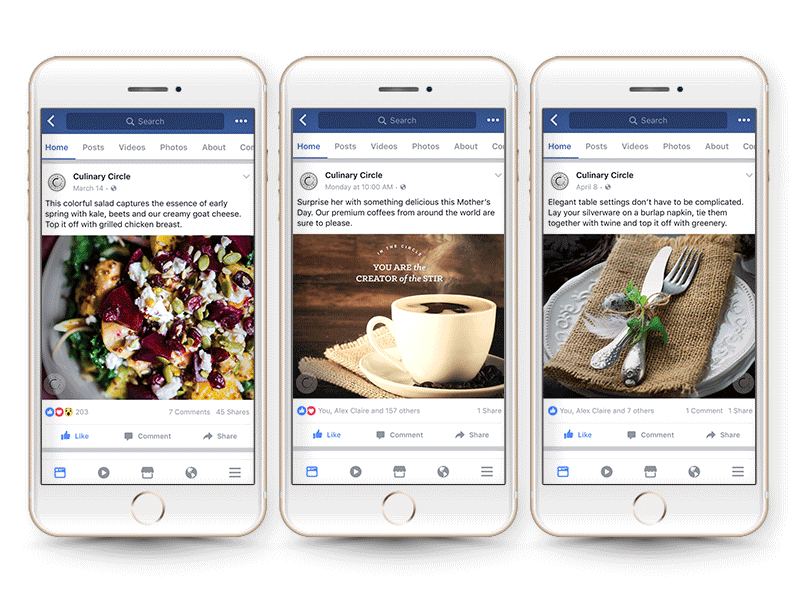 Search
Home Posts Videos Photos About Co
Culinary Circle
March 14 •
This colorful salad captures the essence of early
spring with kale, beets and our creamy goat cheese.
Top it off with grilled chicken breast.
203
7 Comments 45 Shares
Like Comment Share
Search
Home Posts Videos Photos About Co
Culinary Circle
Monday at 10:00 AM •
Surprise her with something delicious this Mother's
Day. Our premium coffees from around the world are
sure to please.
IN THE CIRCLE
YOU ARE the
CREATOR of the STIR
You, Alex Claire and 157 others
1 Share
Like Comment Share
Search
Home Posts Videos Photos About Co
Culinary Circle
April 8 •
Elegant table settings don't have to be complicated.
Lay your silverware on a burlap napkin, tie them
together with twine and top it off with greenery.
You, Alex Claire and 7 others
1 Comment 1 Share
Like Comment Share